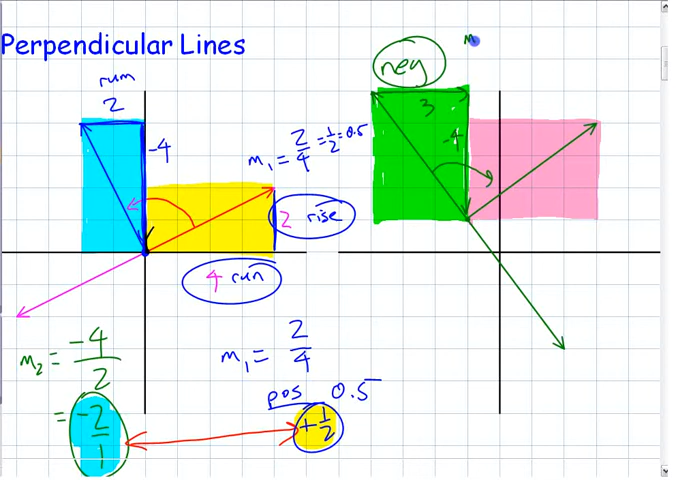 Perpendicular Lines
rum
2
-4
m₁ = 2/4 = 1/2 = 0.5
2 rise
4 run
m₂ = -4/2
= -2/1
m₁ = 2/4
pos 0.5
+1/2
neg
m
3
-4